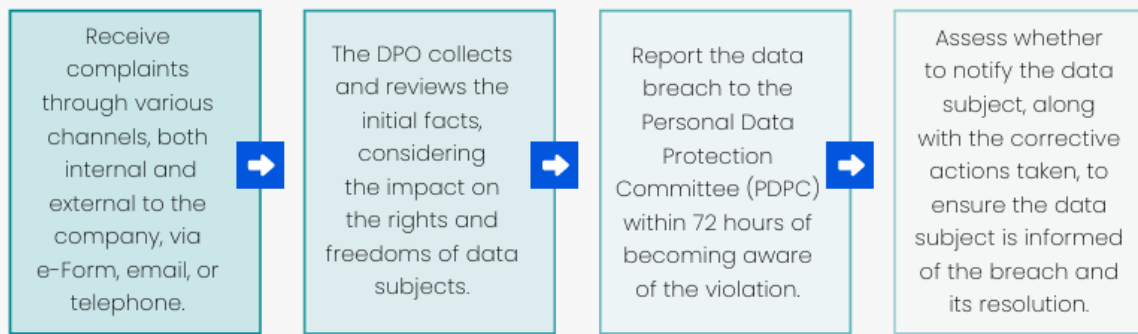 Receive
complaints
through various
channels, both
internal and
external to the
company, via
e-Form, email, or
telephone.
The DPO collects
and reviews the
initial facts,
considering
the impact on
the rights and
freedoms of data
subjects.
Report the data
breach to the
Personal Data
Protection
Committee (PDPC)
within 72 hours of
becoming aware
of the violation.
Assess whether
to notify the data
subject, along
with the corrective
actions taken, to
ensure the data
subject is informed
of the breach and
its resolution.